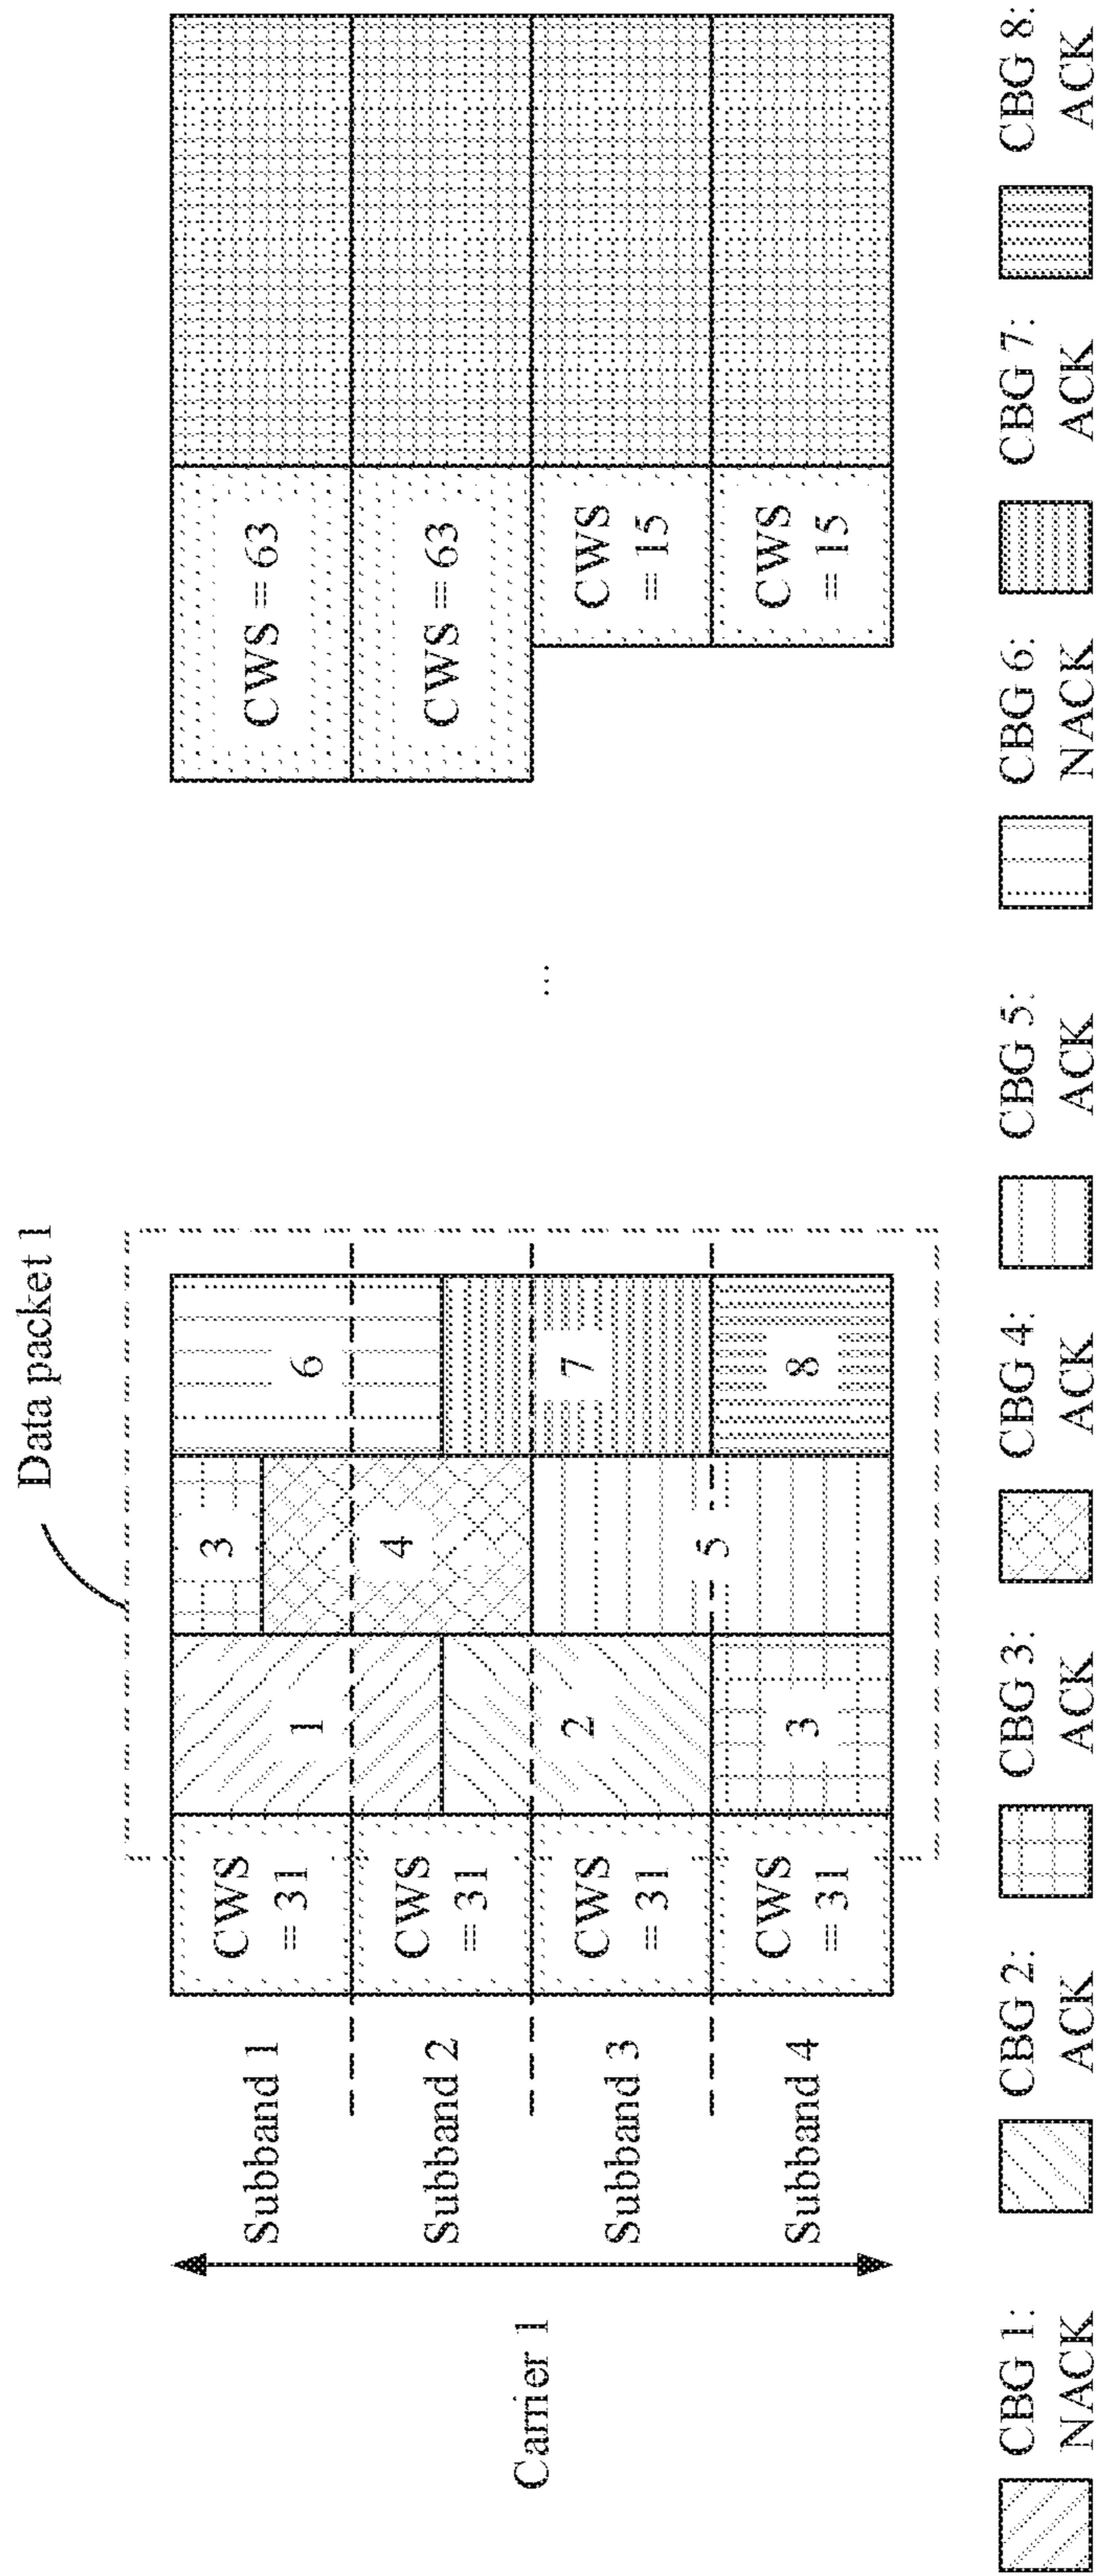 Data packet 1
Carrier 1
Subband 1
Subband 2
Subband 3
Subband 4
CWS
= 31
CWS
= 31
CWS
= 31
CWS
= 31
1
2
3
3
4
5
6
7
8
...
CWS = 63
CWS = 63
CWS
= 15
CWS
= 15
CBG 1:
NACK
CBG 2:
ACK
CBG 3:
ACK
CBG 4:
ACK
CBG 5:
ACK
CBG 6:
NACK
CBG 7:
ACK
CBG 8:
ACK